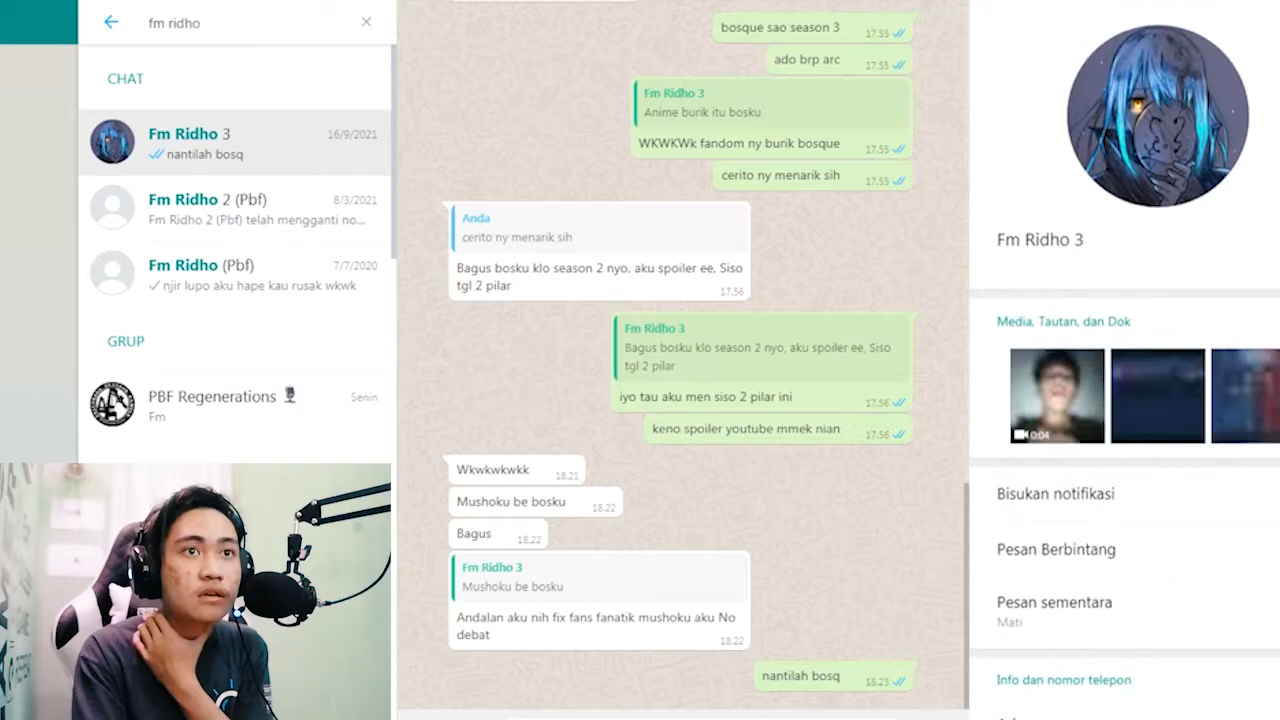 fm ridho
CHAT
Fm Ridho 3
16/9/2021
nantilah bosq
Fm Ridho 2 (Pbf)
8/3/2021
Fm Ridho 2 (Pbf) telah mengganti no...
Fm Ridho (Pbf)
7/7/2020
njir lupo aku hape kau rusak wkwk
GRUP
PBF Regenerations
Senin
Fm
bosque sao season 3
17.55
ado brp arc
17.55
Fm Ridho 3
Anime burik itu bosku
WKWKWk fandom ny burik bosque
17.55
cerito ny menarik sih
17.55
Anda
cerito ny menarik sih
Bagus bosku klo season 2 nyo, aku spoiler ee, Siso
tgl 2 pilar
17.56
Fm Ridho 3
Bagus bosku klo season 2 nyo, aku spoiler ee, Siso
tgl 2 pilar
iyo tau aku men siso 2 pilar ini
17.56
keno spoiler youtube mmek nian
17.56
Wkwkwkwkk
18.21
Mushoku be bosku
18.22
Bagus
18.22
Fm Ridho 3
Mushoku be bosku
Andalan aku nih fix fans fanatik mushoku aku No
debat
18.22
nantilah bosq
18.23
Fm Ridho 3
Media, Tautan, dan Dok
0:04
Bisukan notifikasi
Pesan Berbintang
Pesan sementara
Mati
Info dan nomor telepon